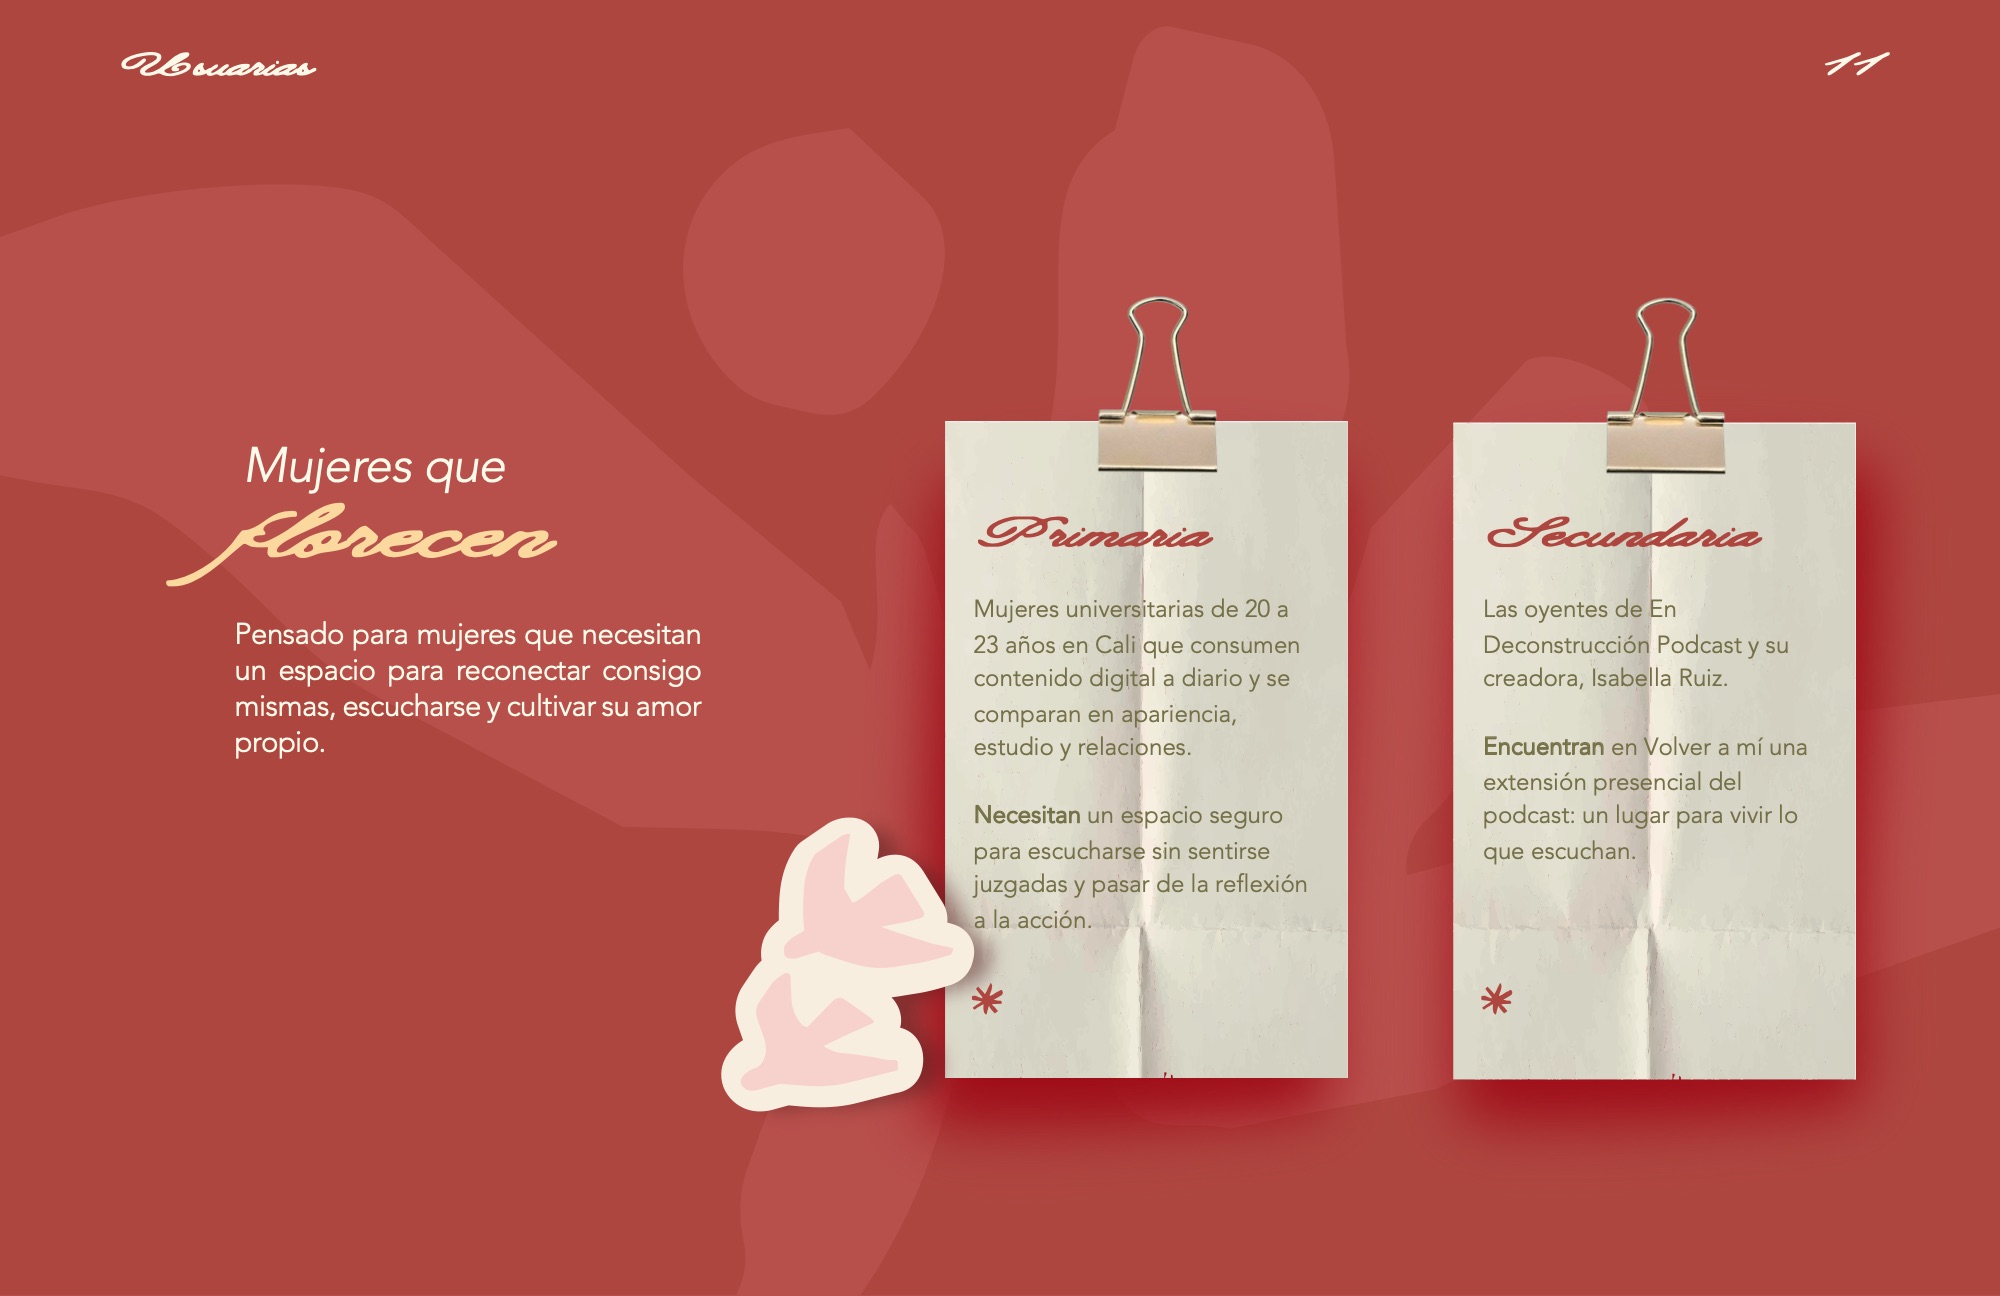 Usuarias
11
Mujeres que
florecen
Pensado para mujeres que necesitan
un espacio para reconectar consigo
mismas, escucharse y cultivar su amor
propio.
Primaria
Mujeres universitarias de 20 a
23 años en Cali que consumen
contenido digital a diario y se
comparan en apariencia,
estudio y relaciones.
Necesitan un espacio seguro
para escucharse sin sentirse
juzgadas y pasar de la reflexión
a la acción.
Secundaria
Las oyentes de En
Deconstrucción Podcast y su
creadora, Isabella Ruiz.
Encuentran en Volver a mí una
extensión presencial del
podcast: un lugar para vivir lo
que escuchan.